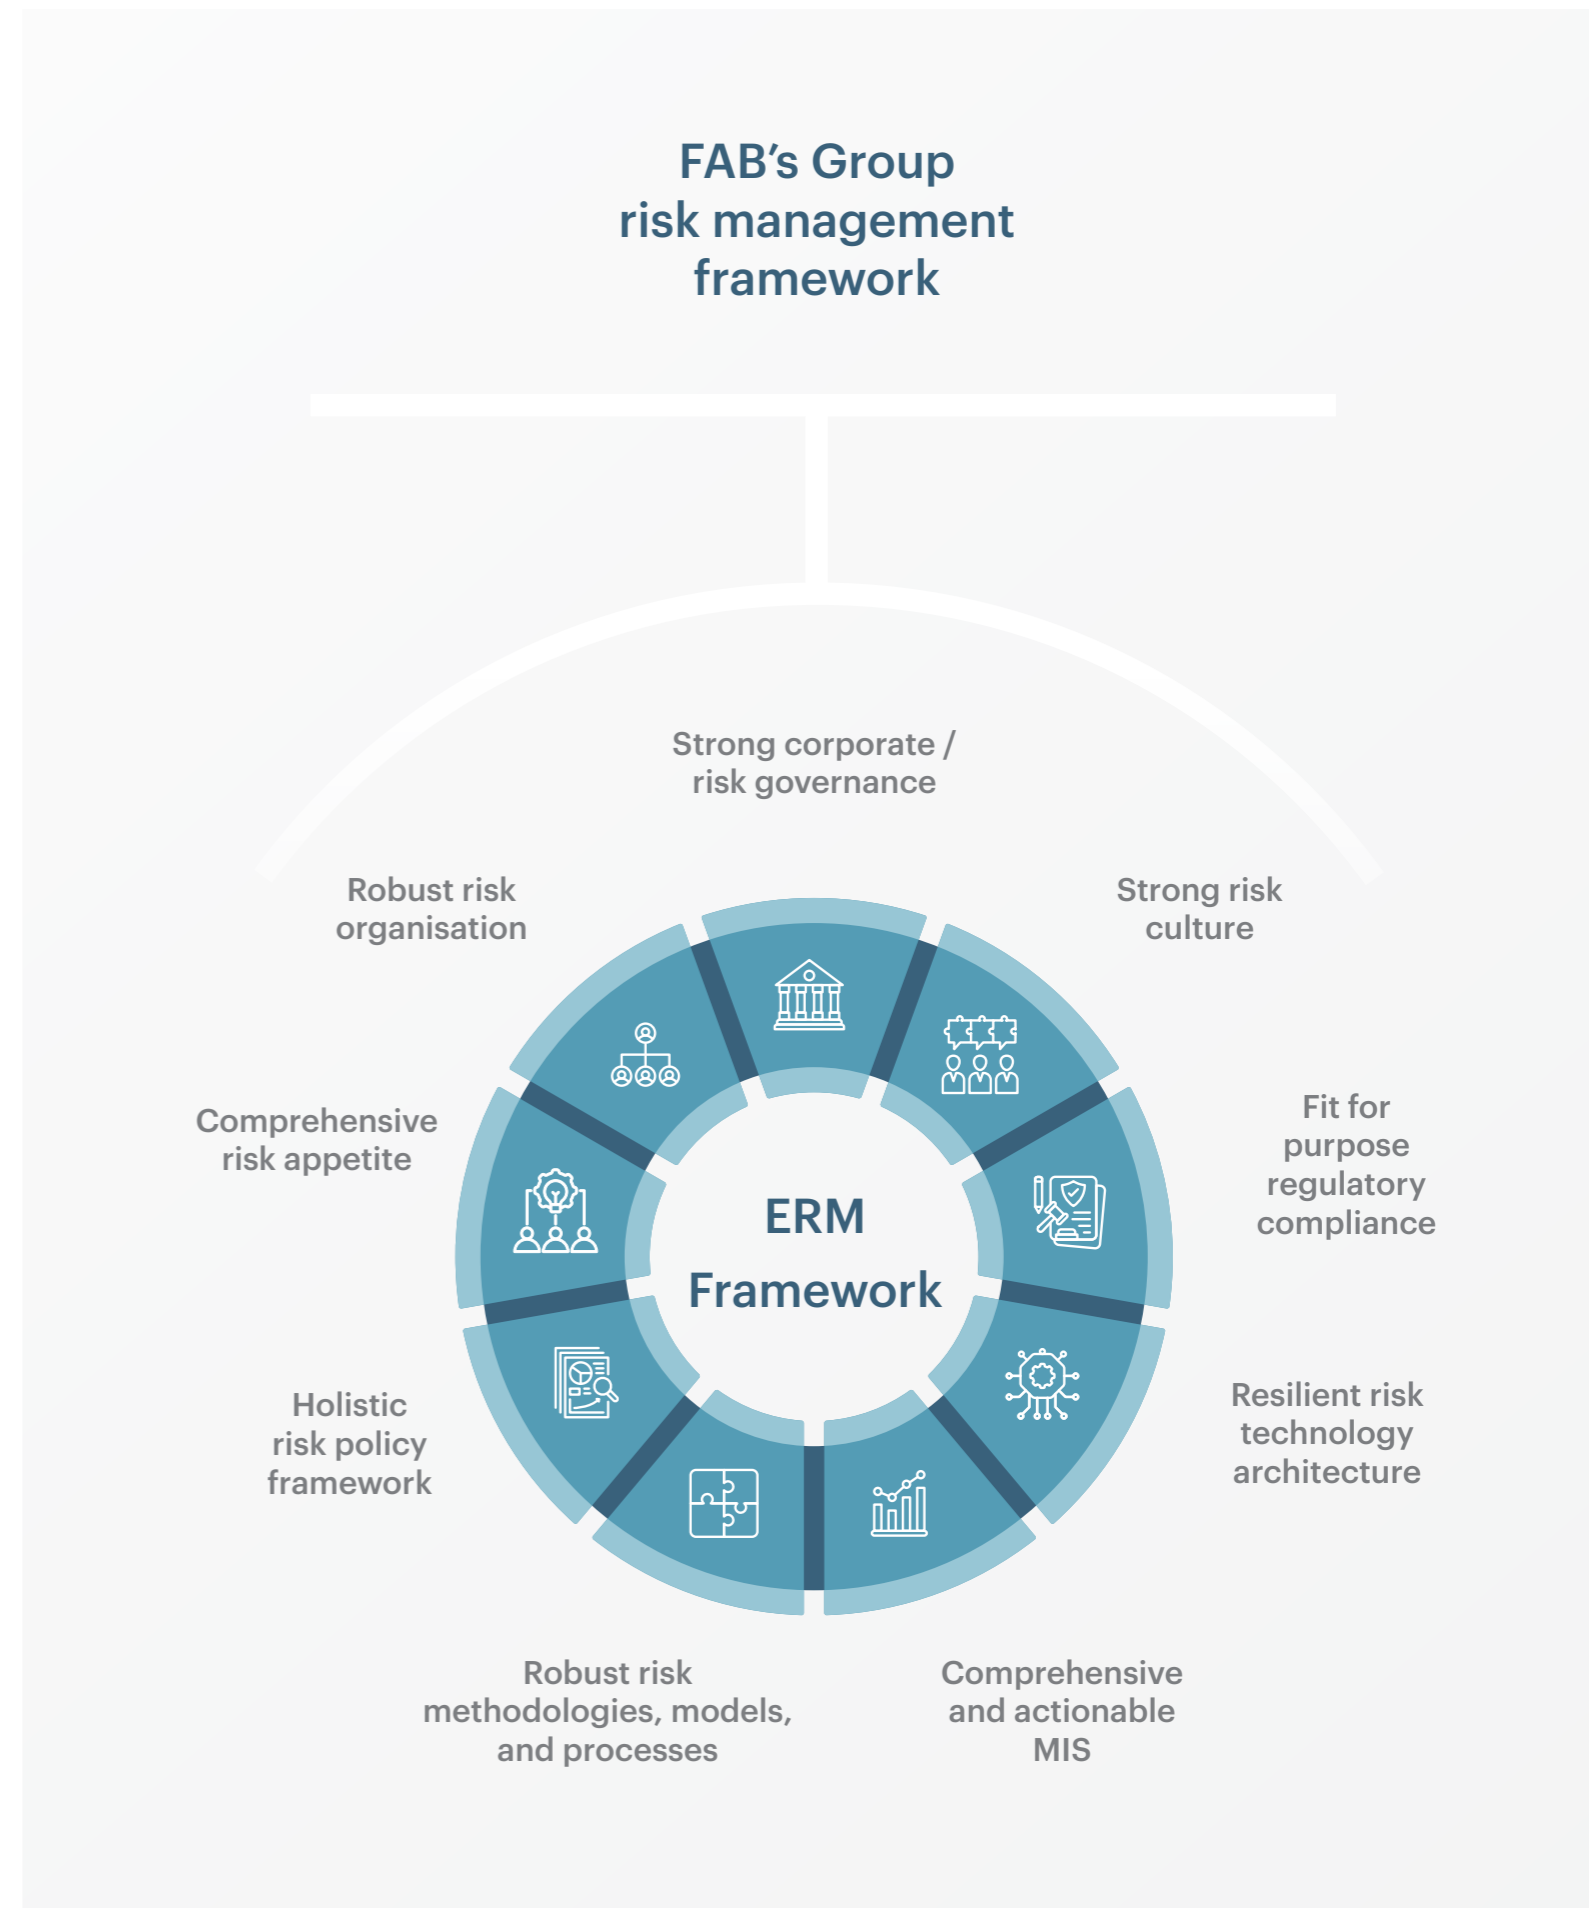 FAB’s Group
risk management
framework
Strong corporate /
risk governance
Robust risk
organisation
Strong risk
culture
Comprehensive
risk appetite
Fit for
purpose
regulatory
compliance
ERM
Framework
Holistic
risk policy
framework
Resilient risk
technology
architecture
Robust risk
methodologies, models,
and processes
Comprehensive
and actionable
MIS